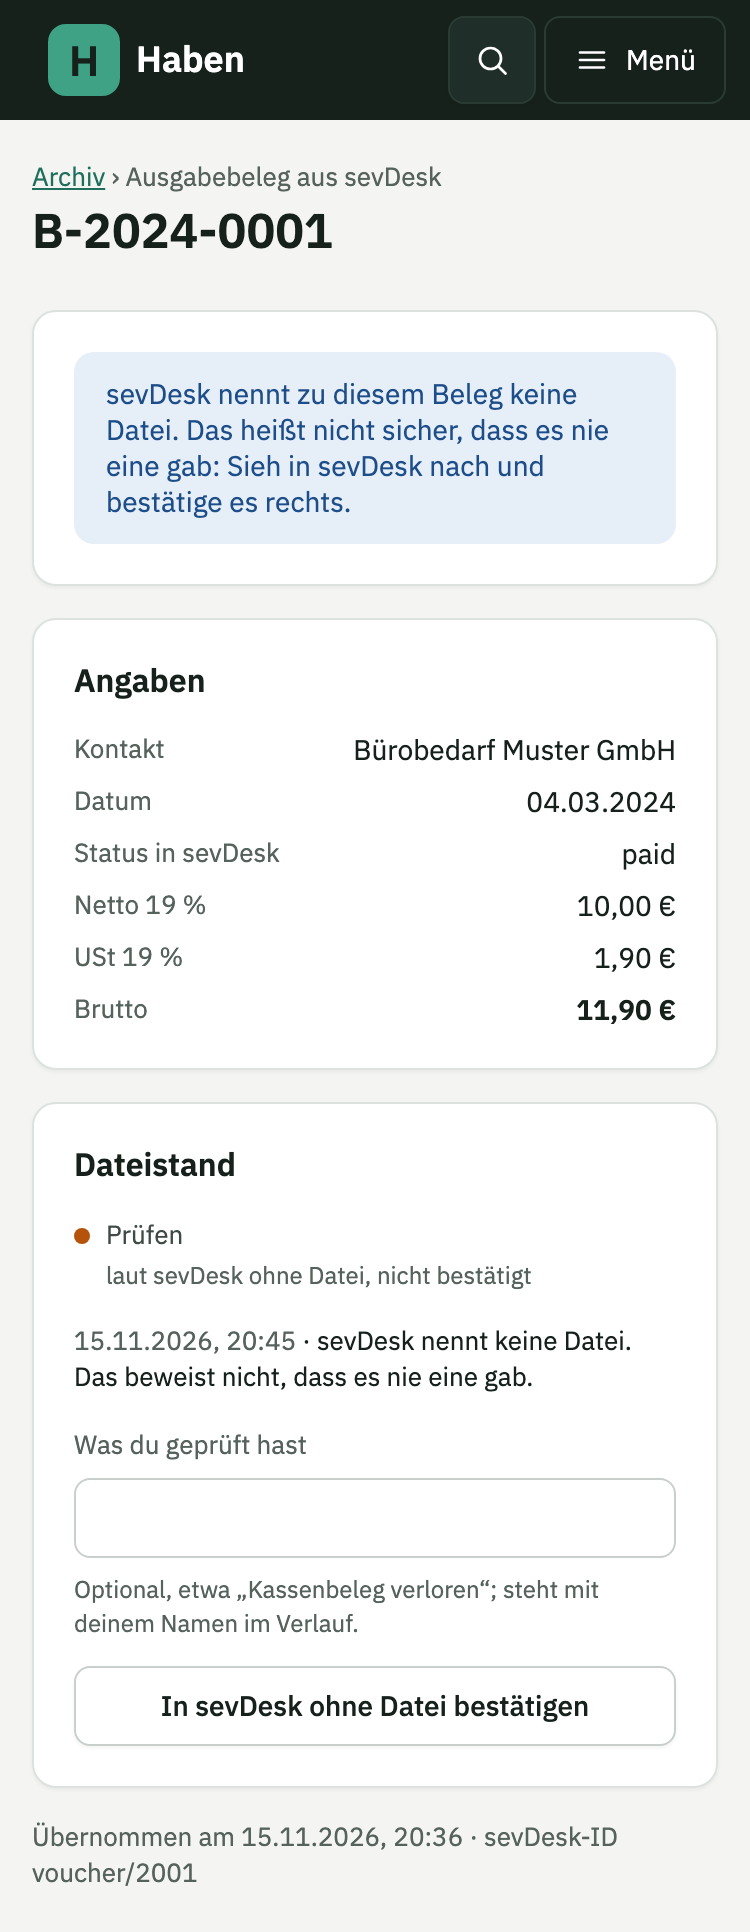 H Haben Menü
Archiv › Ausgabebeleg aus sevDesk
B-2024-0001
sevDesk nennt zu diesem Beleg keine
Datei. Das heißt nicht sicher, dass es nie
eine gab: Sieh in sevDesk nach und
bestätige es rechts.
Angaben
Kontakt Bürobedarf Muster GmbH
Datum 04.03.2024
Status in sevDesk paid
Netto 19 % 10,00 €
USt 19 % 1,90 €
Brutto 11,90 €
Dateistand
Prüfen
laut sevDesk ohne Datei, nicht bestätigt
15.11.2026, 20:45 · sevDesk nennt keine Datei.
Das beweist nicht, dass es nie eine gab.
Was du geprüft hast
Optional, etwa „Kassenbeleg verloren“; steht mit
deinem Namen im Verlauf.
In sevDesk ohne Datei bestätigen
Übernommen am 15.11.2026, 20:36 · sevDesk-ID
voucher/2001